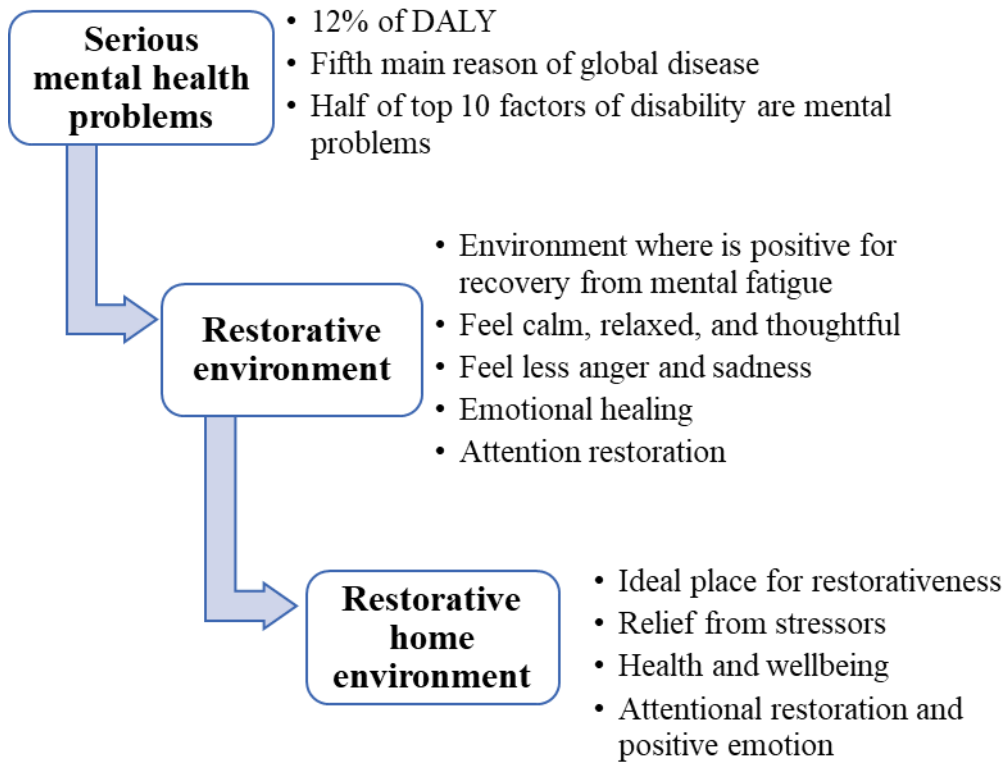 Serious
mental health
problems
• 12% of DALY
• Fifth main reason of global disease
• Half of top 10 factors of disability are mental
problems
Restorative
environment
• Environment where is positive for
recovery from mental fatigue
• Feel calm, relaxed, and thoughtful
• Feel less anger and sadness
• Emotional healing
• Attention restoration
Restorative
home
environment
• Ideal place for restorativeness
• Relief from stressors
• Health and wellbeing
• Attentional restoration and
positive emotion